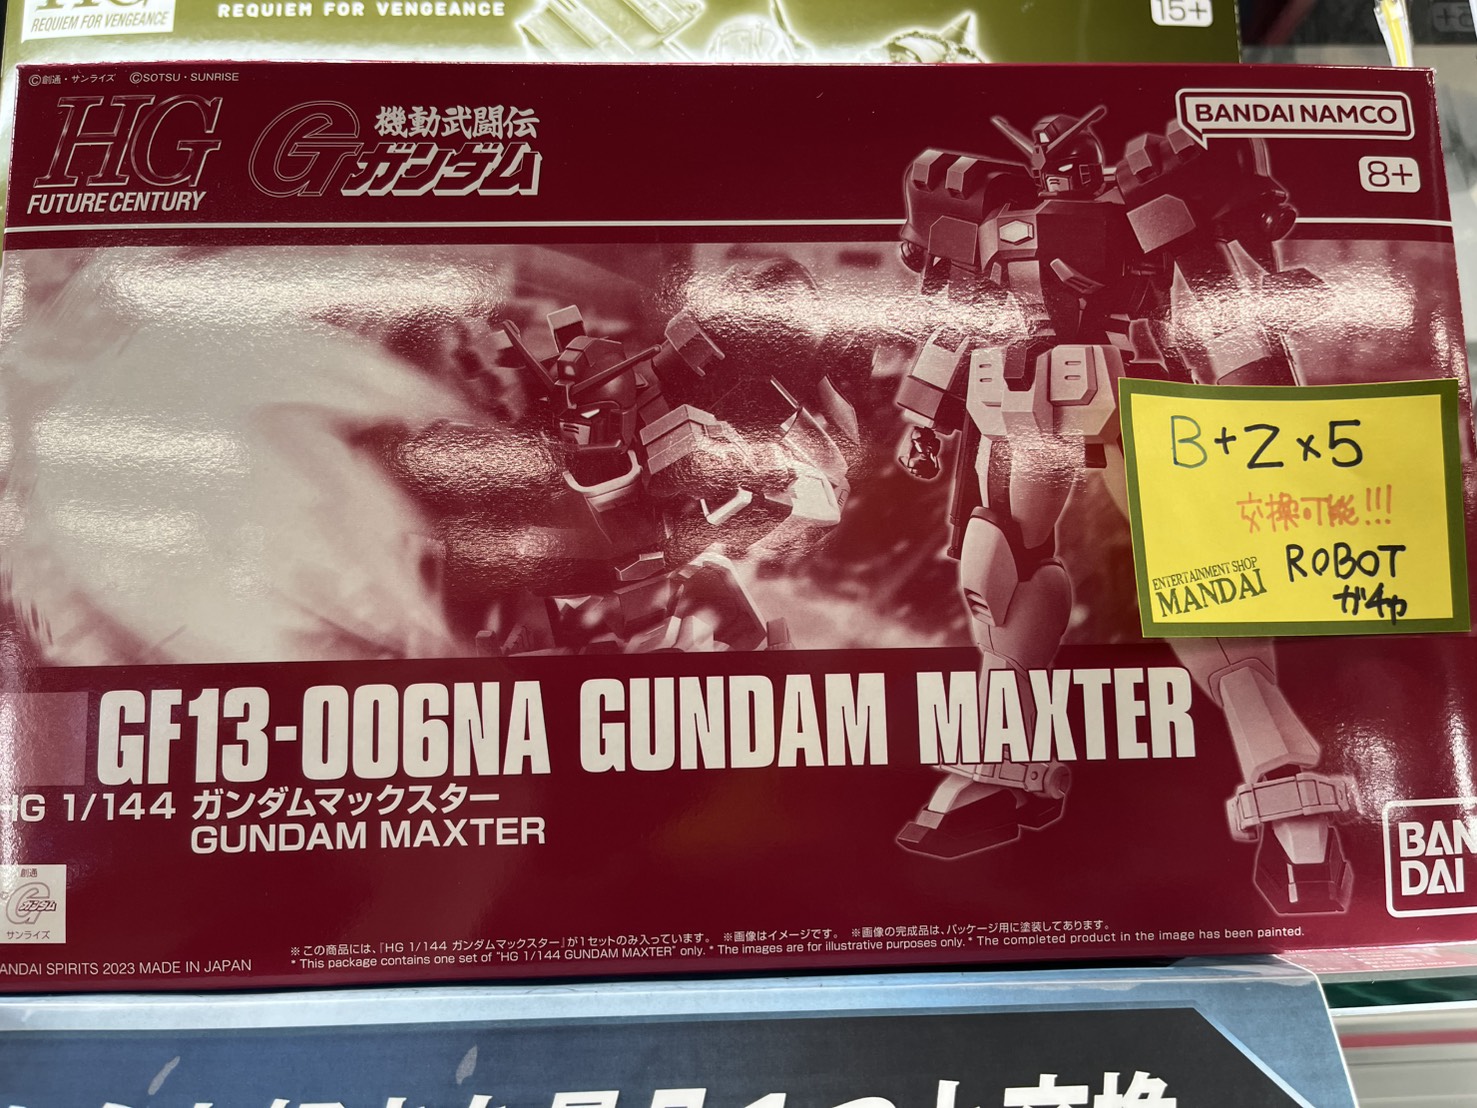 HG
REQUIEM FOR VENGEANCE
REQUIEM FOR VENGEANCE
15+
©創通・サンライズ ©SOTSU・SUNRISE
HG
FUTURE CENTURY
機動武闘伝
Gガンダム
BANDAI NAMCO
8+
B+Z×5
交換可能!!!
ENTERTAINMENT SHOP
MANDAI
ROBOT
ガチャ
GF13-006NA GUNDAM MAXTER
HG 1/144 ガンダムマックスター
GUNDAM MAXTER
BAN
DAI
創通
Gガンダム
サンライズ
※この商品には、「HG 1/144 ガンダムマックスター」が1セットのみ入っています。 ※画像はイメージです。 ※画像の完成品は、パッケージ用に塗装してあります。
* This package contains one set of "HG 1/144 GUNDAM MAXTER" only. * The images are for illustrative purposes only. * The completed product in the image has been painted.
ANDAI SPIRITS 2023 MADE IN JAPAN